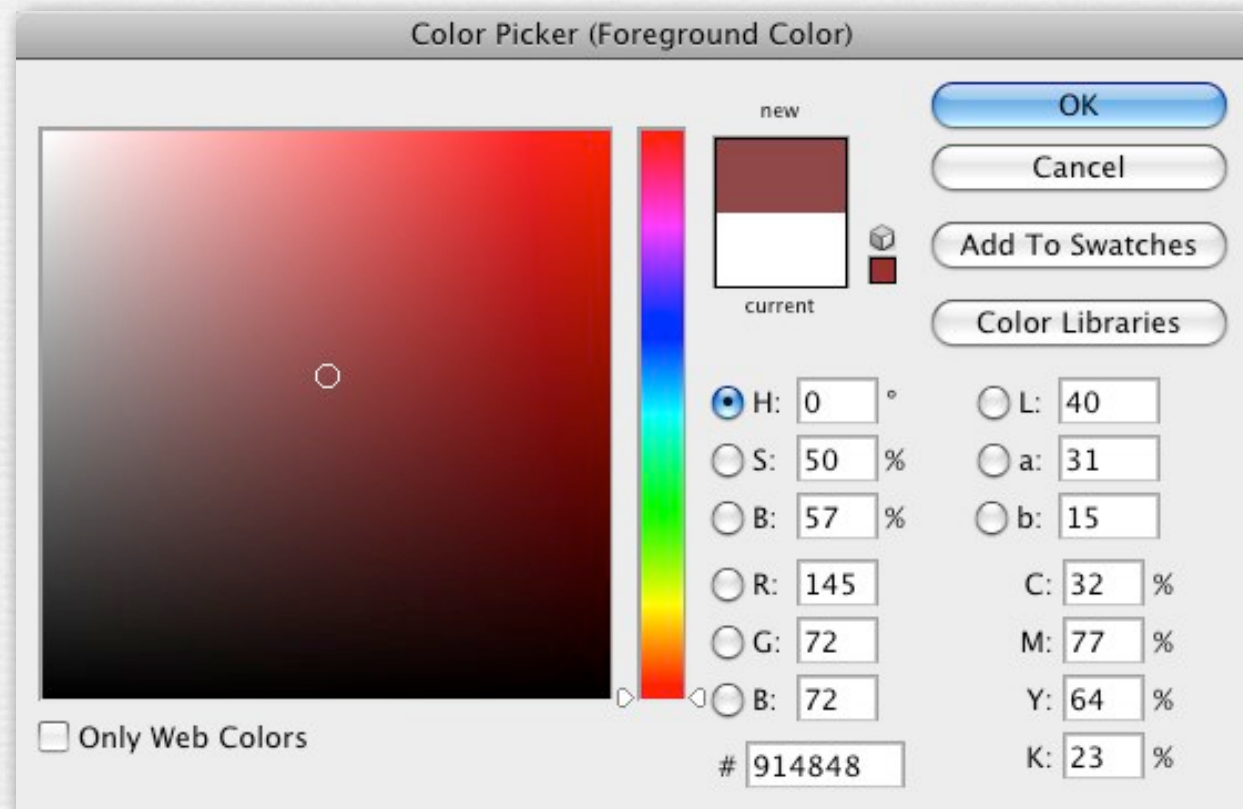 Color Picker (Foreground Color)
new
current
OK
Cancel
Add To Swatches
Color Libraries
H: 0 °
S: 50 %
B: 57 %
R: 145
G: 72
B: 72
# 914848
L: 40
a: 31
b: 15
C: 32 %
M: 77 %
Y: 64 %
K: 23 %
Only Web Colors